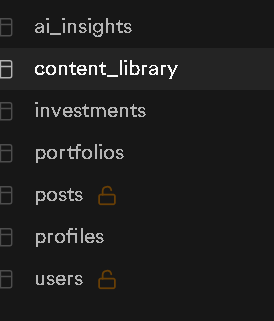 ai_insights
content_library
investments
portfolios
posts
profiles
users